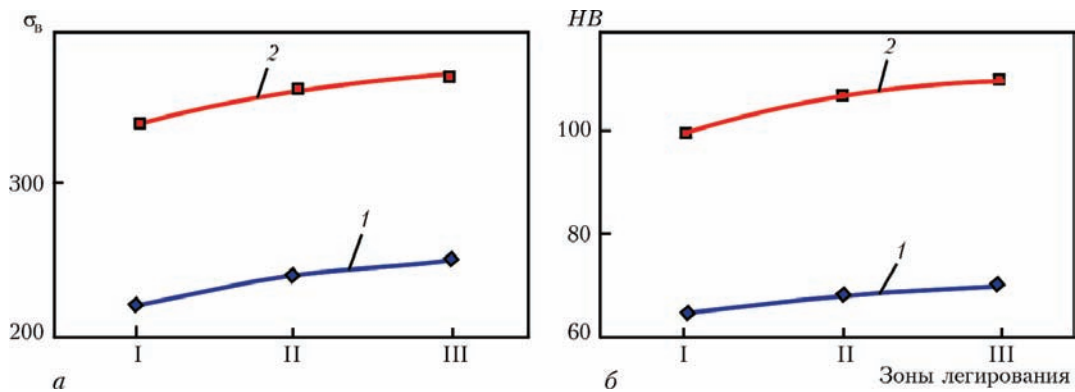 σв
300
200
2
1
I II III
а
HB
100
80
60
2
1
I II III
Зоны легирования
б